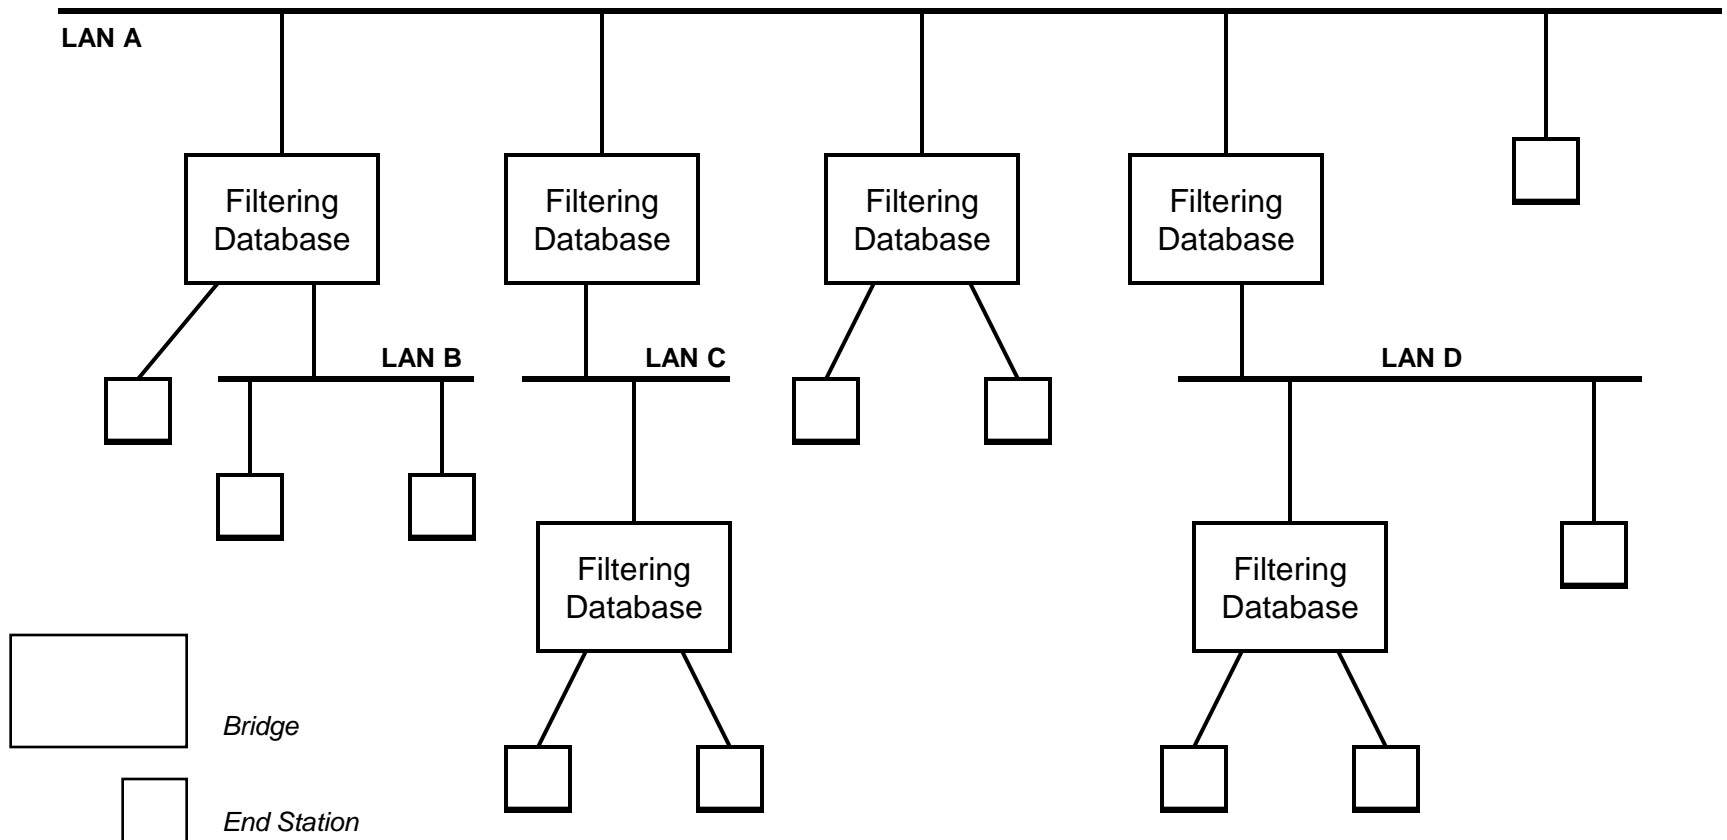 LAN A
Filtering
Database
Filtering
Database
Filtering
Database
Filtering
Database
LAN B
LAN C
LAN D
Filtering
Database
Filtering
Database
Bridge
End Station